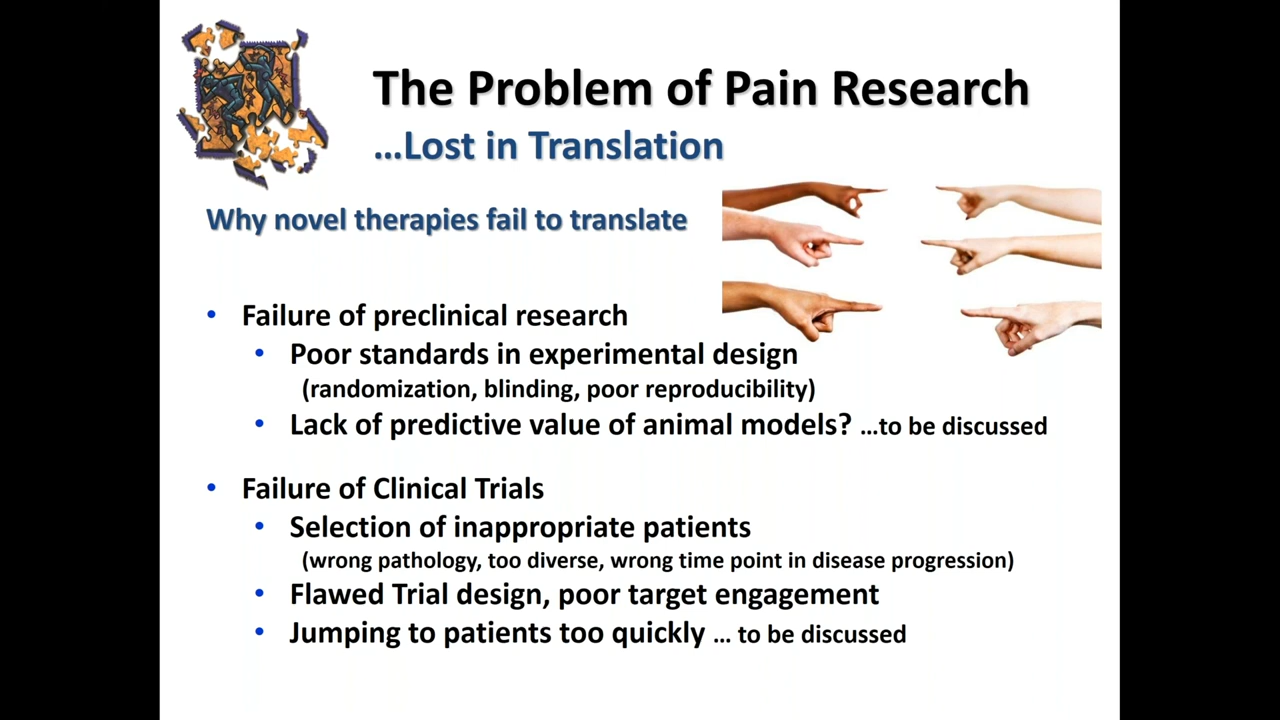 The Problem of Pain Research
...Lost in Translation
Why novel therapies fail to translate
• Failure of preclinical research
• Poor standards in experimental design
(randomization, blinding, poor reproducibility)
• Lack of predictive value of animal models? ...to be discussed
• Failure of Clinical Trials
• Selection of inappropriate patients
(wrong pathology, too diverse, wrong time point in disease progression)
• Flawed Trial design, poor target engagement
• Jumping to patients too quickly ... to be discussed